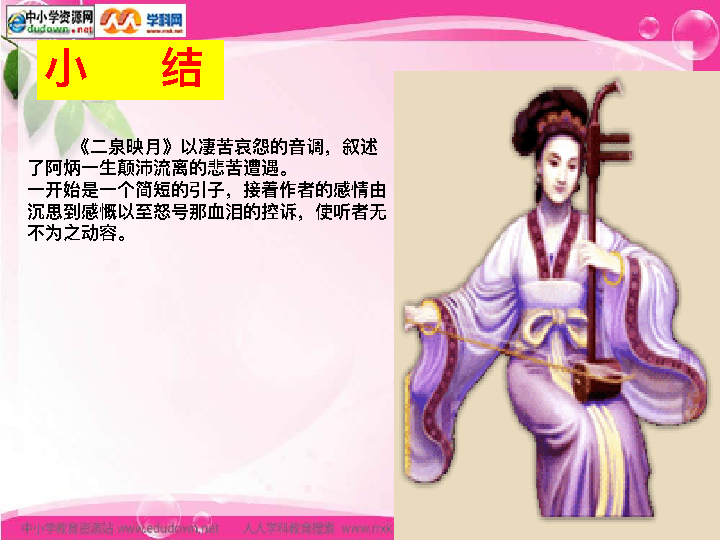 中小学资源网
edudown.net
学科网
www.nxk.net
小 结
《二泉映月》以凄苦哀怨的音调，叙述
了阿炳一生颠沛流离的悲苦遭遇。
一开始是一个简短的引子，接着作者的感情由
沉思到感慨以至怒号那血泪的控诉，使听者无
不为之动容。
中小学教育资源站 www.edudown.net 人人学科教育搜索 www.rrxk